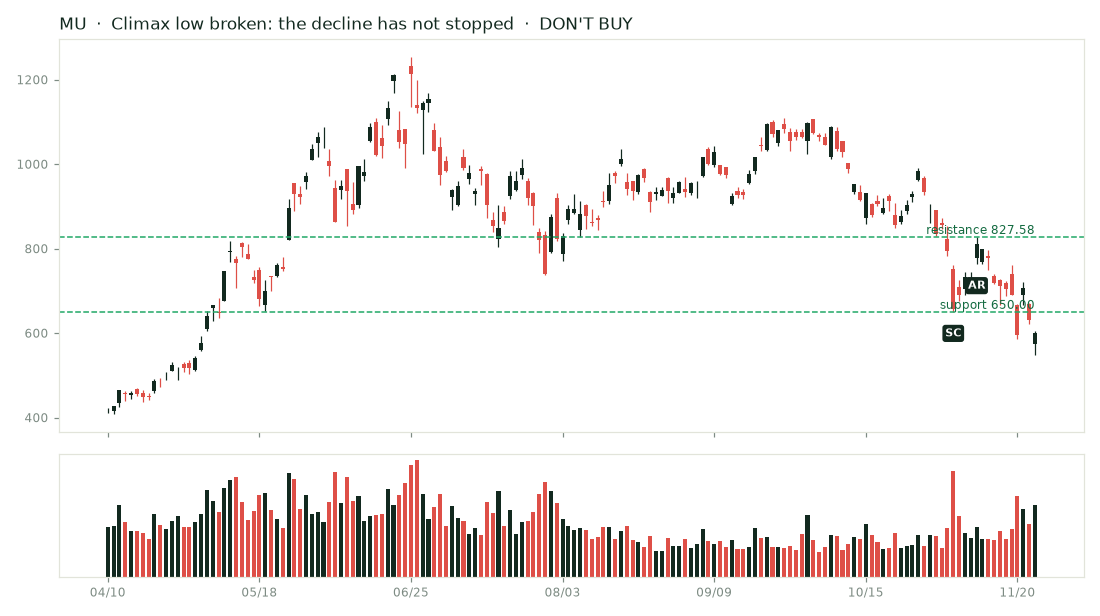 MU · Climax low broken: the decline has not stopped · DON'T BUY
1200
1000
800
600
400
resistance 827.58
AR
support 650.00
SC
04/10
05/18
06/25
08/03
09/09
10/15
11/20